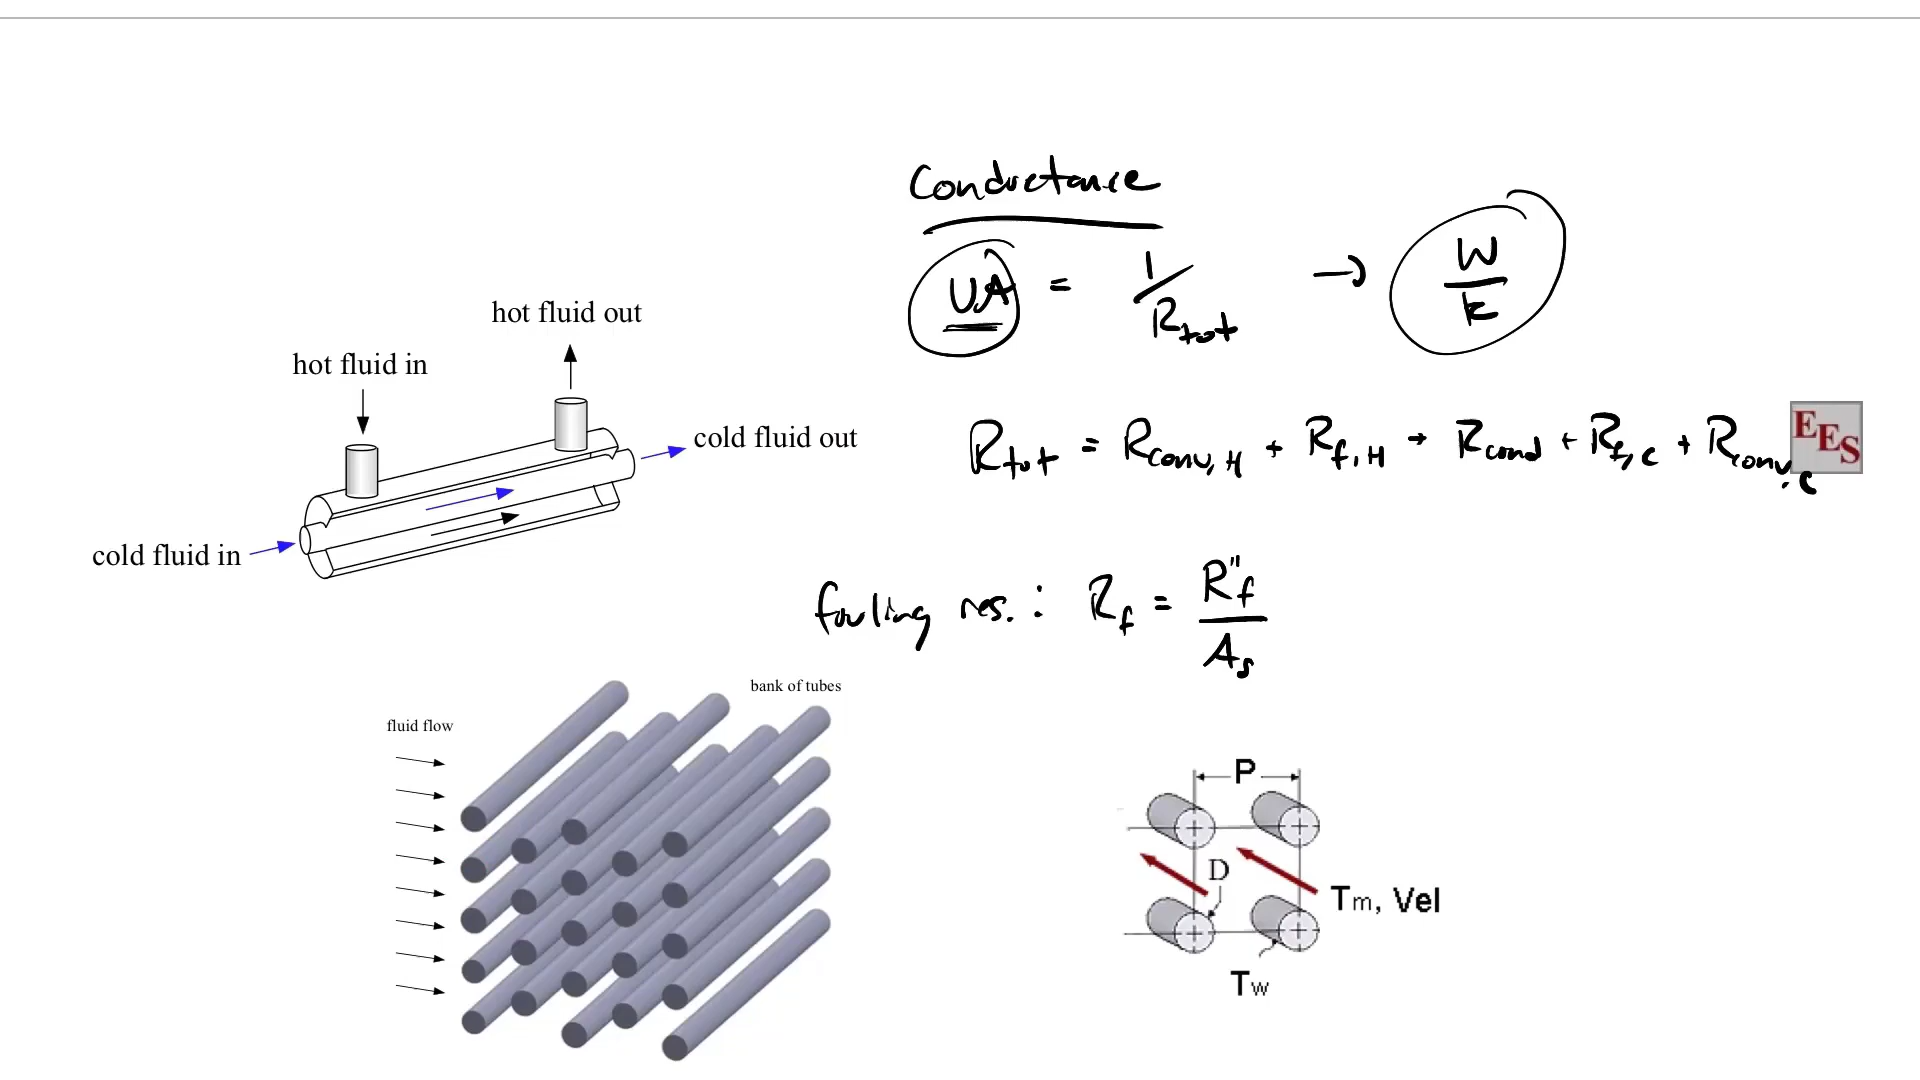 Conductance
UA = 1/R_tot → W/k
R_tot = R_conv,H + R_f,H + R_cond + R_f,c + R_conv,c
EES
fouling res. : R_f = R''_f / A_s
hot fluid out
hot fluid in
cold fluid out
cold fluid in
bank of tubes
fluid flow
P
D
Tm, Vel
Tw